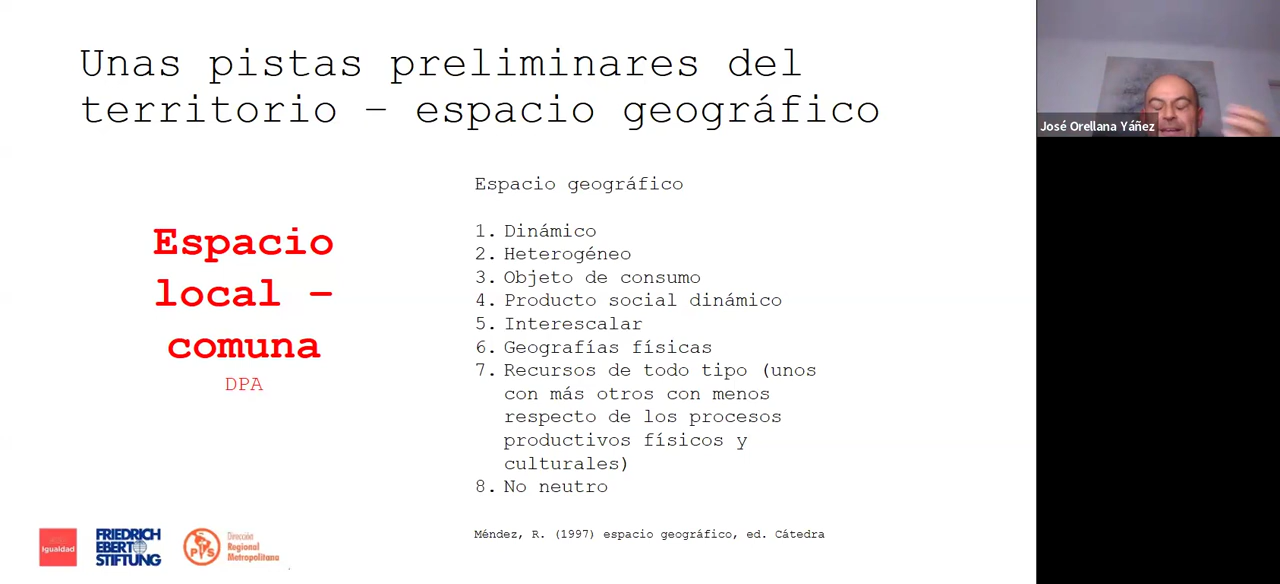 Unas pistas preliminares del
territorio – espacio geográfico
José Orellana Yáñez
Espacio
local –
comuna
DPA
Espacio geográfico
1. Dinámico
2. Heterogéneo
3. Objeto de consumo
4. Producto social dinámico
5. Interescalar
6. Geografías físicas
7. Recursos de todo tipo (unos
con más otros con menos
respecto de los procesos
productivos físicos y
culturales)
8. No neutro
Méndez, R. (1997) espacio geográfico, ed. Cátedra
Igualdad
FRIEDRICH
EBERT
STIFTUNG
PS
Dirección
Regional
Metropolitana